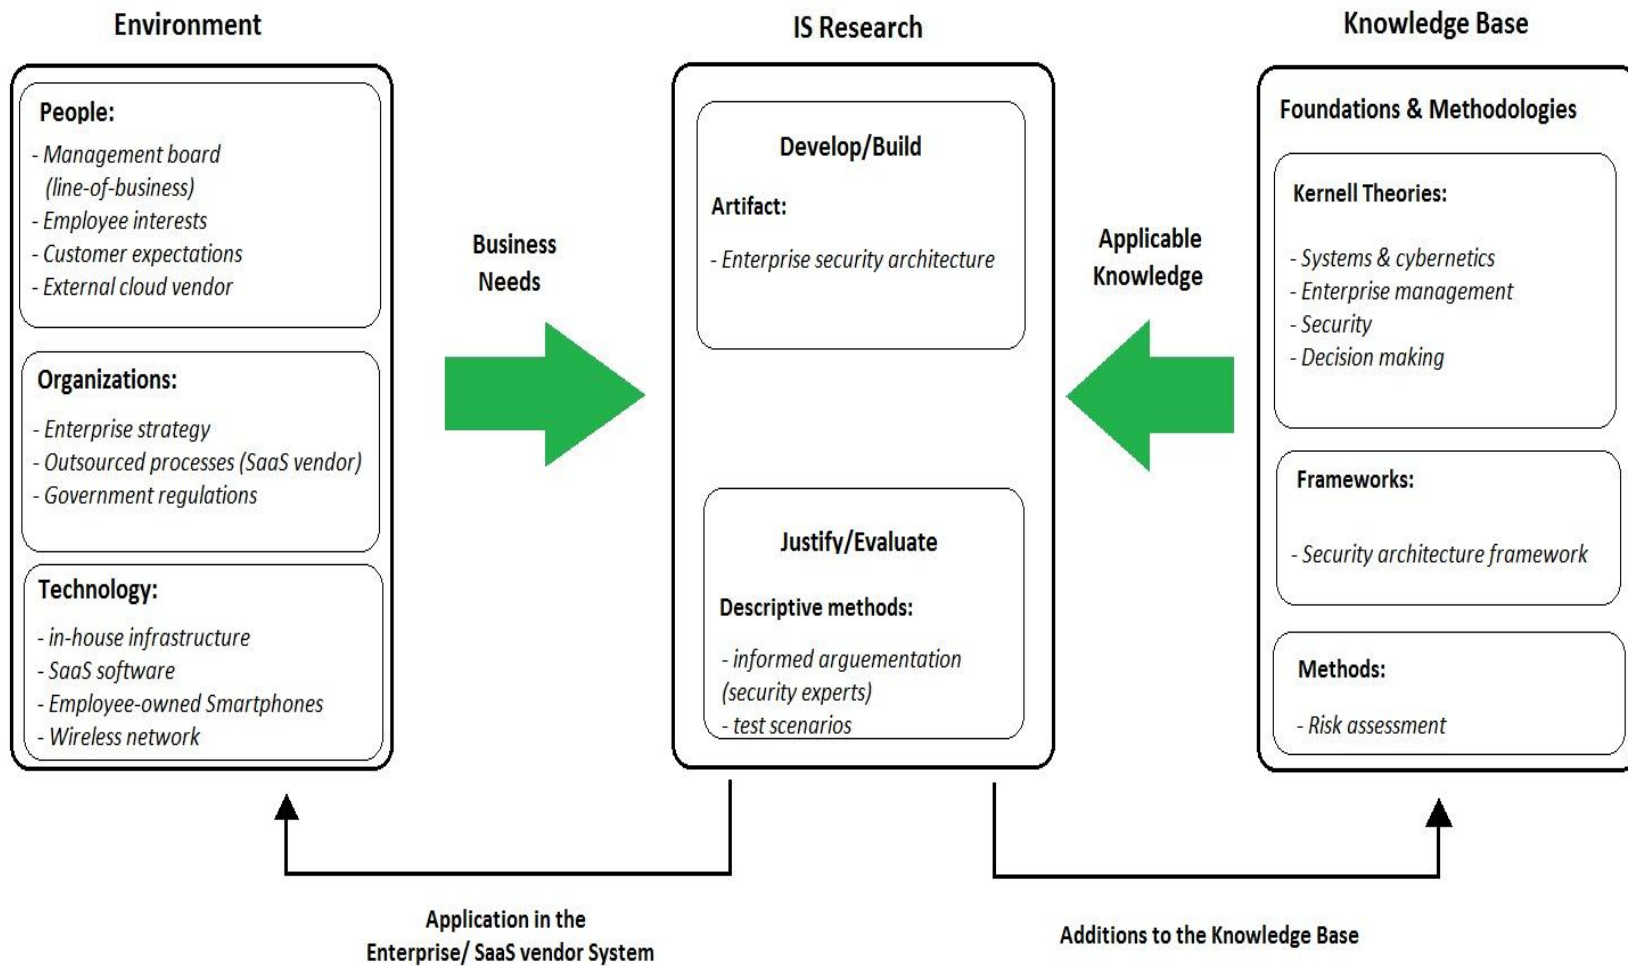 Environment
People:
- Management board
(line-of-business)
- Employee interests
- Customer expectations
- External cloud vendor
Organizations:
- Enterprise strategy
- Outsourced processes (SaaS vendor)
- Government regulations
Technology:
- in-house infrastructure
- SaaS software
- Employee-owned Smartphones
- Wireless network
Business
Needs
IS Research
Develop/Build
Artifact:
- Enterprise security architecture
Justify/Evaluate
Descriptive methods:
- informed arguementation
(security experts)
- test scenarios
Applicable
Knowledge
Knowledge Base
Foundations & Methodologies
Kernell Theories:
- Systems & cybernetics
- Enterprise management
- Security
- Decision making
Frameworks:
- Security architecture framework
Methods:
- Risk assessment
Application in the
Enterprise/ SaaS vendor System
Additions to the Knowledge Base